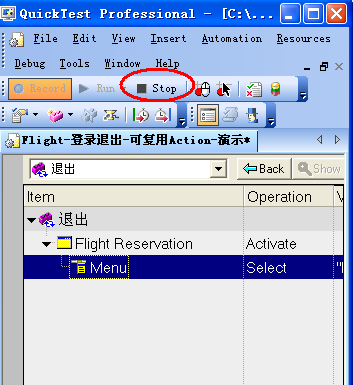 QuickTest Professional - [C:\...
File Edit View Insert Automation Resources
Debug Tools Window Help
Record Run Stop
Flight-登录退出-可复用Action-演示*
退出 Back Show
Item Operation
退出
Flight Reservation Activate
Menu Select